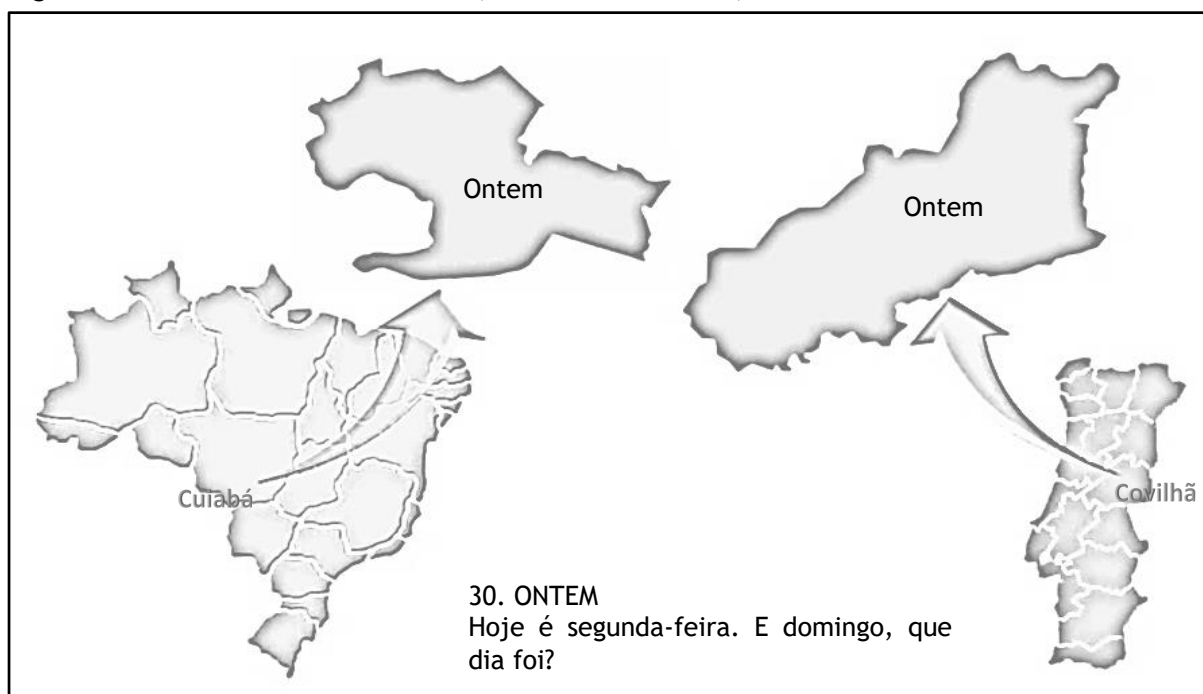 Ontem
Ontem
Cuiabá
Covilhã
30. ONTEM
Hoje é segunda-feira. E domingo, que
dia foi?